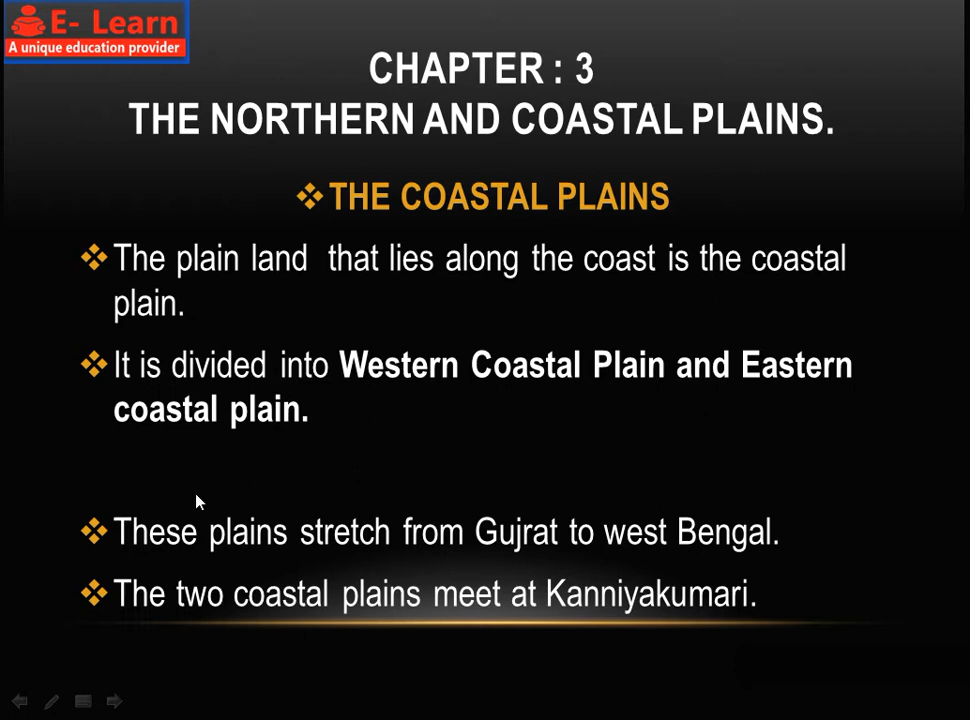 E- Learn
A unique education provider
CHAPTER : 3
THE NORTHERN AND COASTAL PLAINS.
❖THE COASTAL PLAINS
❖The plain land that lies along the coast is the coastal
plain.
❖It is divided into Western Coastal Plain and Eastern
coastal plain.
❖These plains stretch from Gujrat to west Bengal.
❖The two coastal plains meet at Kanniyakumari.